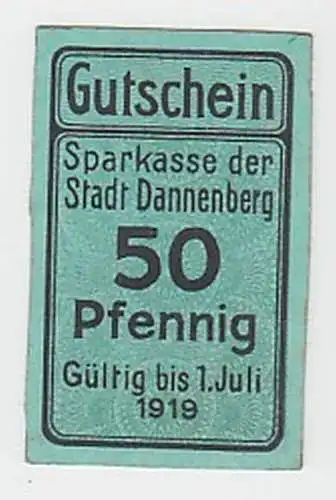 Gutschein
Sparkasse der
Stadt Dannenberg
50
Pfennig
Gültig bis 1. Juli
1919